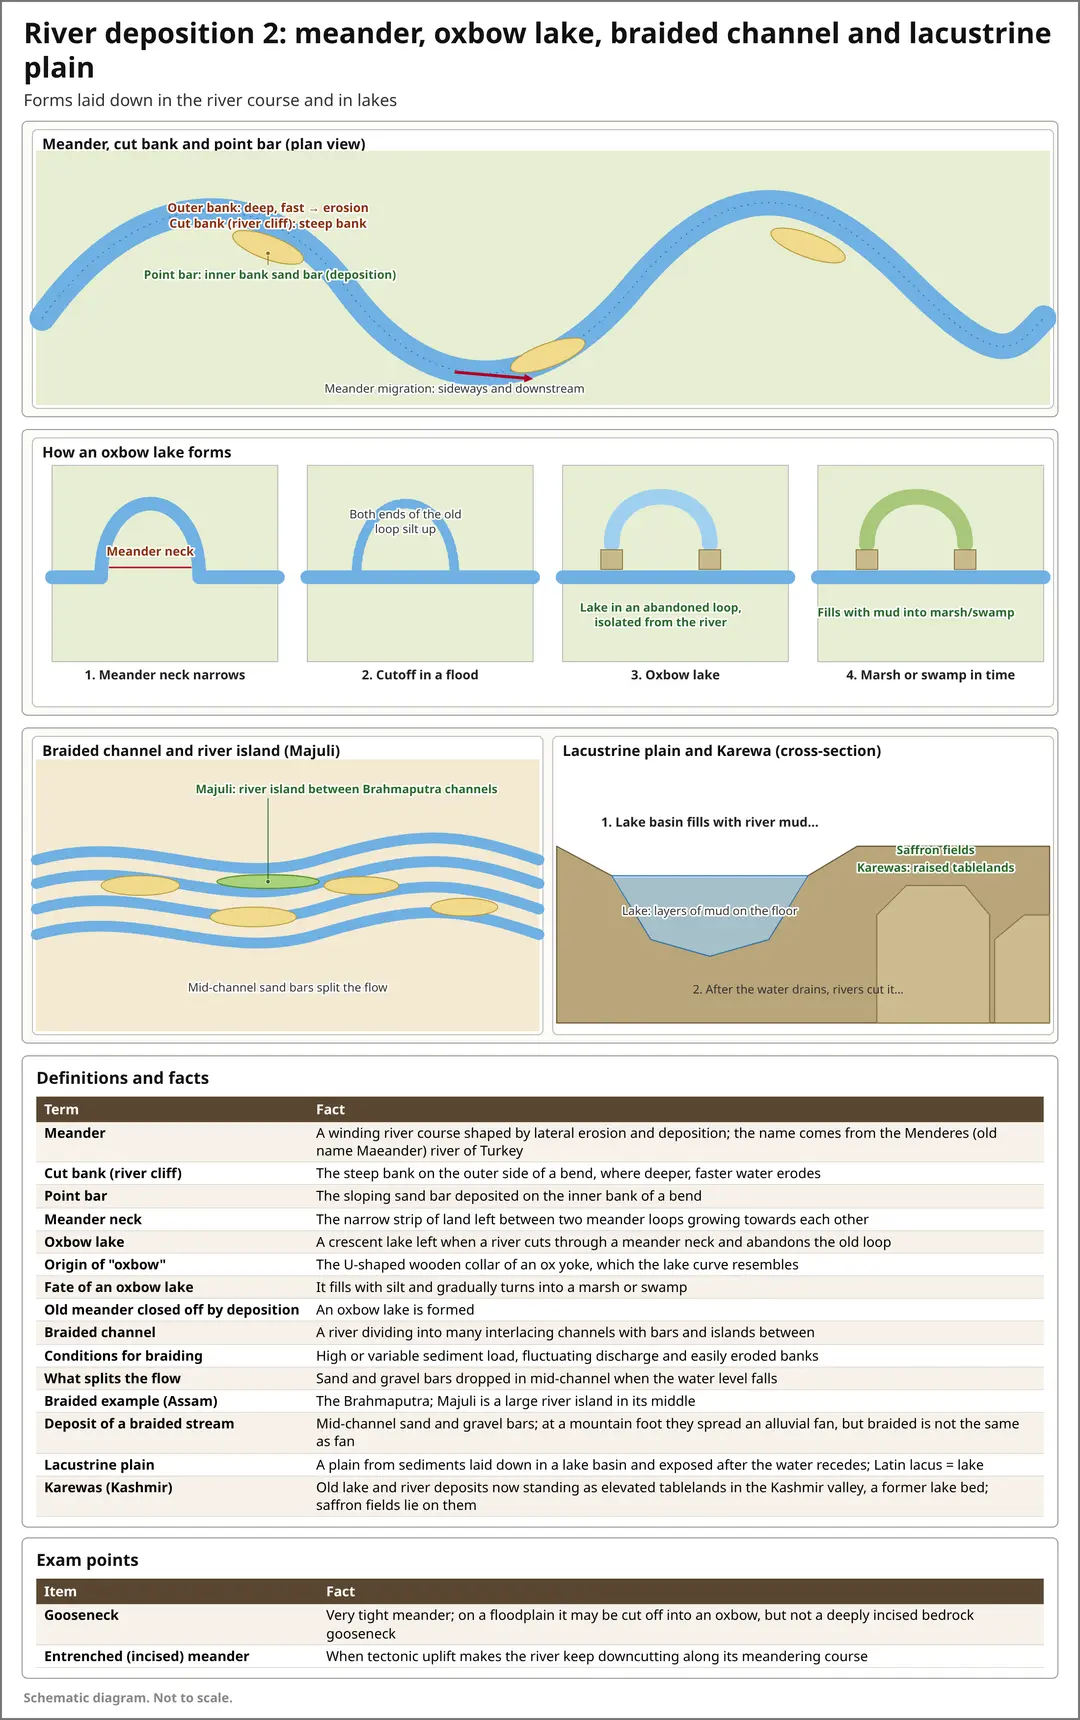 River deposition 2: meander, oxbow lake, braided channel and lacustrine
plain
Forms laid down in the river course and in lakes
Meander, cut bank and point bar (plan view)
Outer bank: deep, fast → erosion
Cut bank (river cliff): steep bank
Point bar: inner bank sand bar (deposition)
Meander migration: sideways and downstream
How an oxbow lake forms
Meander neck
Both ends of the old
loop silt up
Lake in an abandoned loop,
isolated from the river
Fills with mud into marsh/swamp
1. Meander neck narrows
2. Cutoff in a flood
3. Oxbow lake
4. Marsh or swamp in time
Braided channel and river island (Majuli)
Majuli: river island between Brahmaputra channels
Mid-channel sand bars split the flow
Lacustrine plain and Karewa (cross-section)
1. Lake basin fills with river mud...
Saffron fields
Karewas: raised tablelands
Lake: layers of mud on the floor
2. After the water drains, rivers cut it...
Definitions and facts
Term Fact
Meander A winding river course shaped by lateral erosion and deposition; the name comes from the Menderes (old
name Maeander) river of Turkey
Cut bank (river cliff) The steep bank on the outer side of a bend, where deeper, faster water erodes
Point bar The sloping sand bar deposited on the inner bank of a bend
Meander neck The narrow strip of land left between two meander loops growing towards each other
Oxbow lake A crescent lake left when a river cuts through a meander neck and abandons the old loop
Origin of "oxbow" The U-shaped wooden collar of an ox yoke, which the lake curve resembles
Fate of an oxbow lake It fills with silt and gradually turns into a marsh or swamp
Old meander closed off by deposition An oxbow lake is formed
Braided channel A river dividing into many interlacing channels with bars and islands between
Conditions for braiding High or variable sediment load, fluctuating discharge and easily eroded banks
What splits the flow Sand and gravel bars dropped in mid-channel when the water level falls
Braided example (Assam) The Brahmaputra; Majuli is a large river island in its middle
Deposit of a braided stream Mid-channel sand and gravel bars; at a mountain foot they spread an alluvial fan, but braided is not the same
as fan
Lacustrine plain A plain from sediments laid down in a lake basin and exposed after the water recedes; Latin lacus = lake
Karewas (Kashmir) Old lake and river deposits now standing as elevated tablelands in the Kashmir valley, a former lake bed;
saffron fields lie on them
Exam points
Item Fact
Gooseneck Very tight meander; on a floodplain it may be cut off into an oxbow, but not a deeply incised bedrock
gooseneck
Entrenched (incised) meander When tectonic uplift makes the river keep downcutting along its meandering course
Schematic diagram. Not to scale.